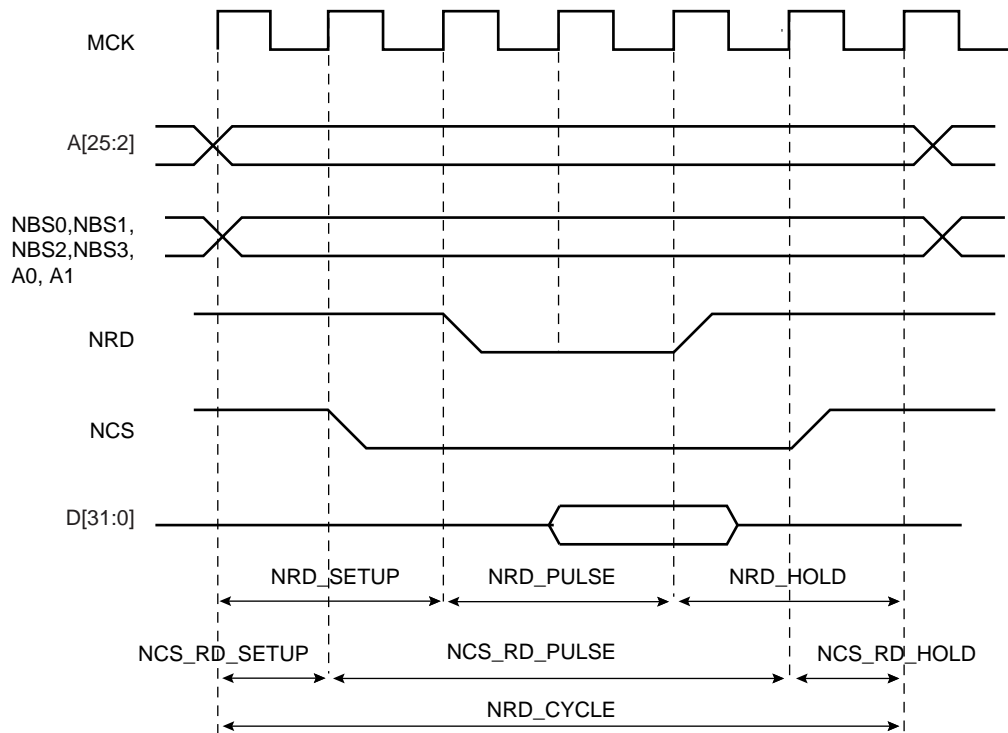 MCK
A[25:2]
NBS0,NBS1,
NBS2,NBS3,
A0, A1
NRD
NCS
D[31:0]
NRD_SETUP
NRD_PULSE
NRD_HOLD
NCS_RD_SETUP
NCS_RD_PULSE
NCS_RD_HOLD
NRD_CYCLE